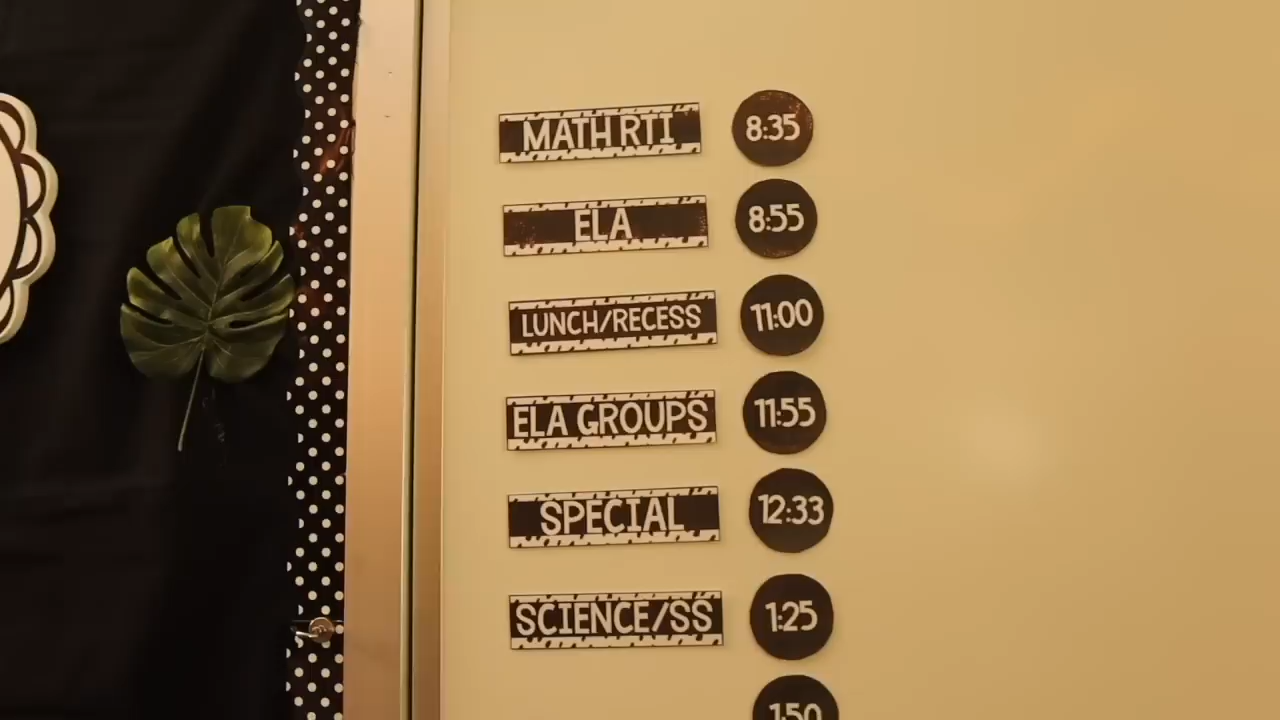 MATH RTI 8:35
ELA 8:55
LUNCH/RECESS 11:00
ELA GROUPS 11:55
SPECIAL 12:33
SCIENCE/SS 1:25
1:50